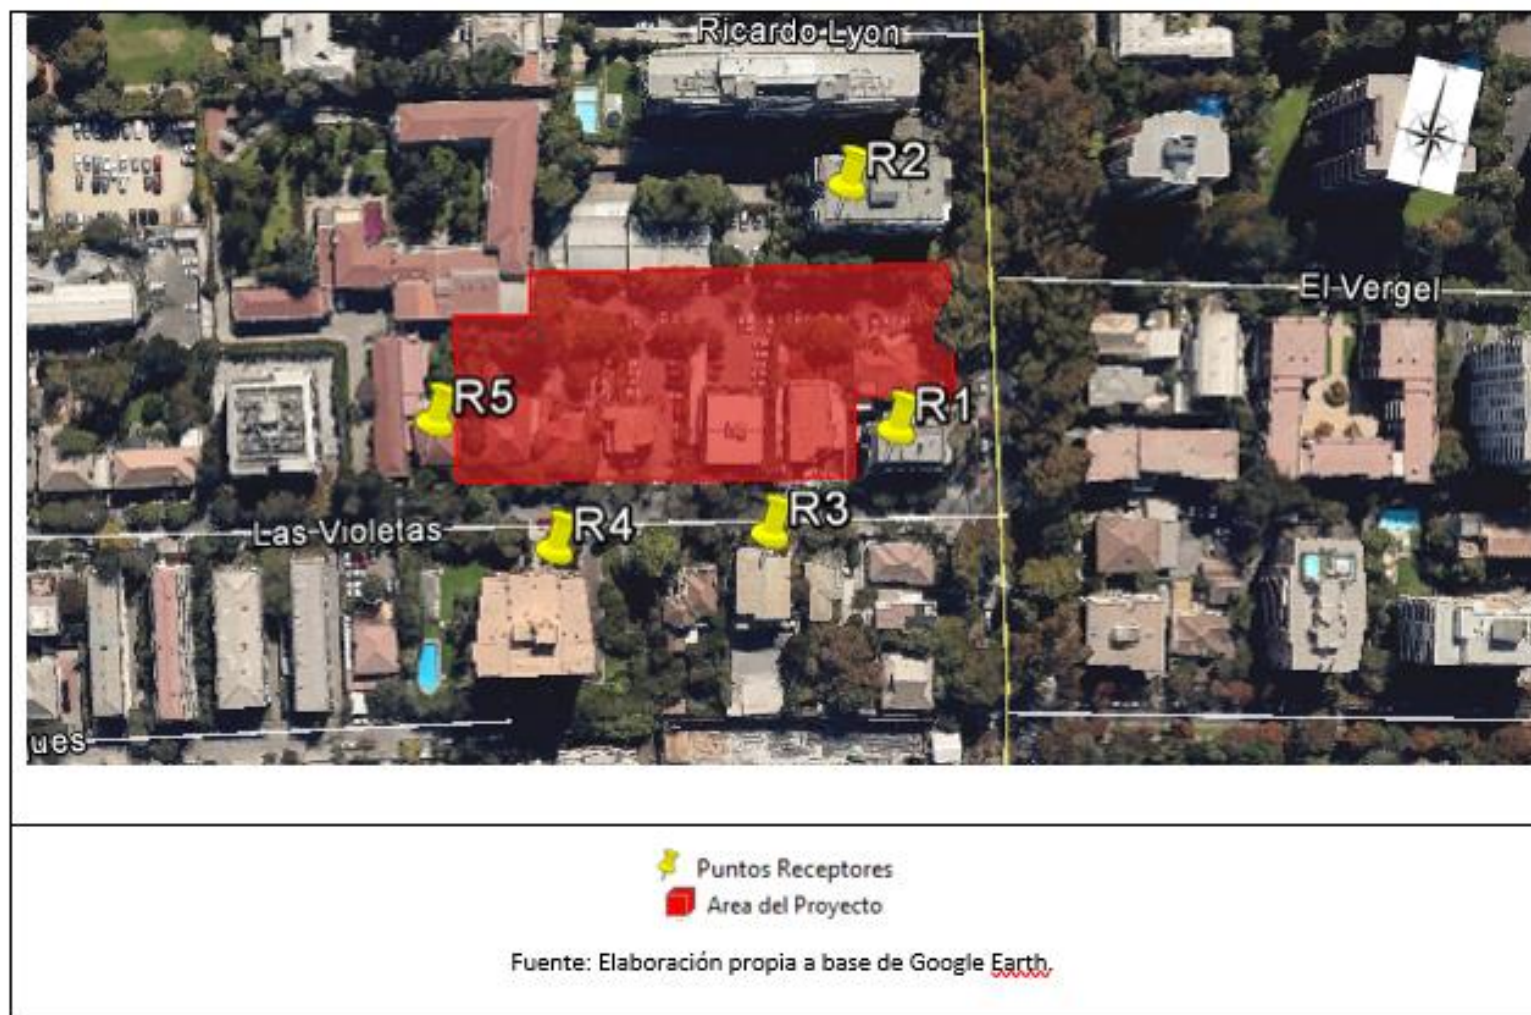 Ricardo Lyon
R2
El Vergel
R5
R1
R4
R3
Las Violetas
ues
Puntos Receptores
Area del Proyecto
Fuente: Elaboración propia a base de Google Earth.